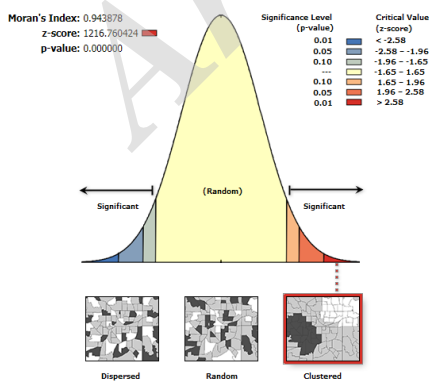 Moran's Index: 0.943878
z-score: 1216.760424
p-value: 0.000000
Significance Level
(p-value)
Critical Value
(z-score)
0.01 < -2.58
0.05 -2.58 – -1.96
0.10 -1.96 – -1.65
--- -1.65 – 1.65
0.10 1.65 – 1.96
0.05 1.96 – 2.58
0.01 > 2.58
Significant
(Random)
Significant
Dispersed
Random
Clustered